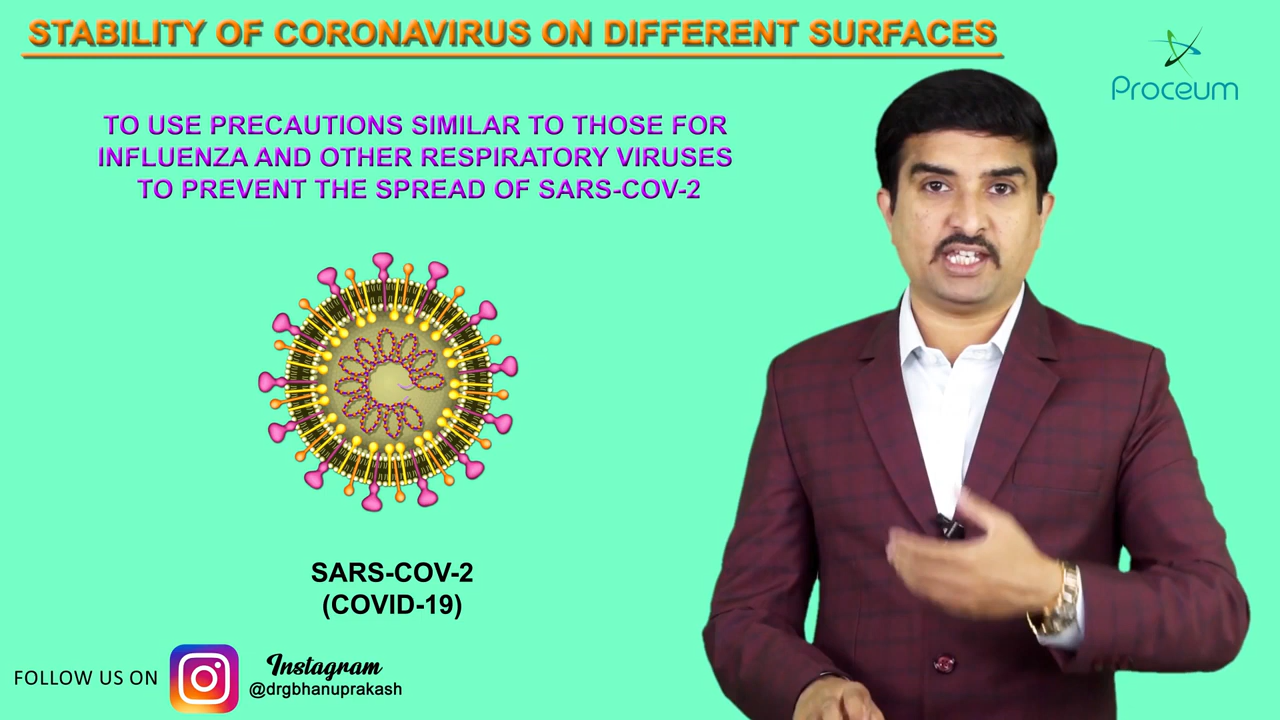 STABILITY OF CORONAVIRUS ON DIFFERENT SURFACES
Proceum
TO USE PRECAUTIONS SIMILAR TO THOSE FOR
INFLUENZA AND OTHER RESPIRATORY VIRUSES
TO PREVENT THE SPREAD OF SARS-COV-2
SARS-COV-2
(COVID-19)
FOLLOW US ON
Instagram
@drgbhanuprakash